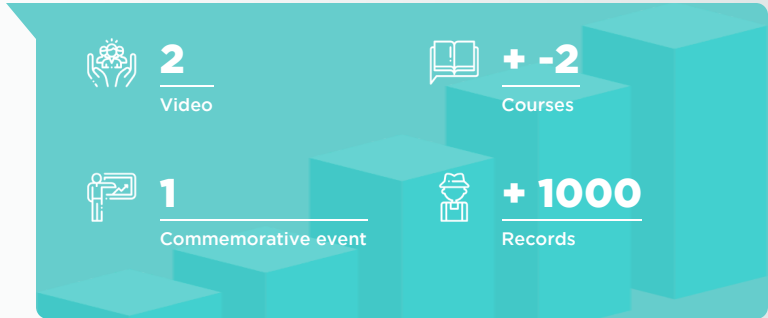 2
Video
+ -2
Courses
1
Commemorative event
+ 1000
Records